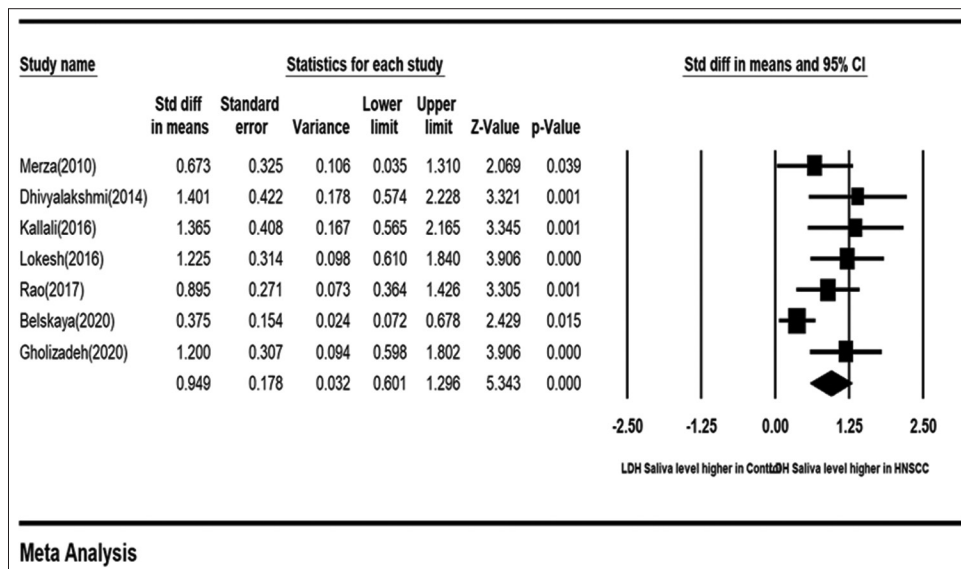 Study name Statistics for each study Std diff in means and 95% CI
Std diff Standard Lower Upper
in means error Variance limit limit Z-Value p-Value
Merza(2010) 0.673 0.325 0.106 0.035 1.310 2.069 0.039
Dhivyalakshmi(2014) 1.401 0.422 0.178 0.574 2.228 3.321 0.001
Kallali(2016) 1.365 0.408 0.167 0.565 2.165 3.345 0.001
Lokesh(2016) 1.225 0.314 0.098 0.610 1.840 3.906 0.000
Rao(2017) 0.895 0.271 0.073 0.364 1.426 3.305 0.001
Belskaya(2020) 0.375 0.154 0.024 0.072 0.678 2.429 0.015
Gholizadeh(2020) 1.200 0.307 0.094 0.598 1.802 3.906 0.000
0.949 0.178 0.032 0.601 1.296 5.343 0.000
-2.50 -1.25 0.00 1.25 2.50
LDH Saliva level higher in Control LDH Saliva level higher in HNSCC
Meta Analysis